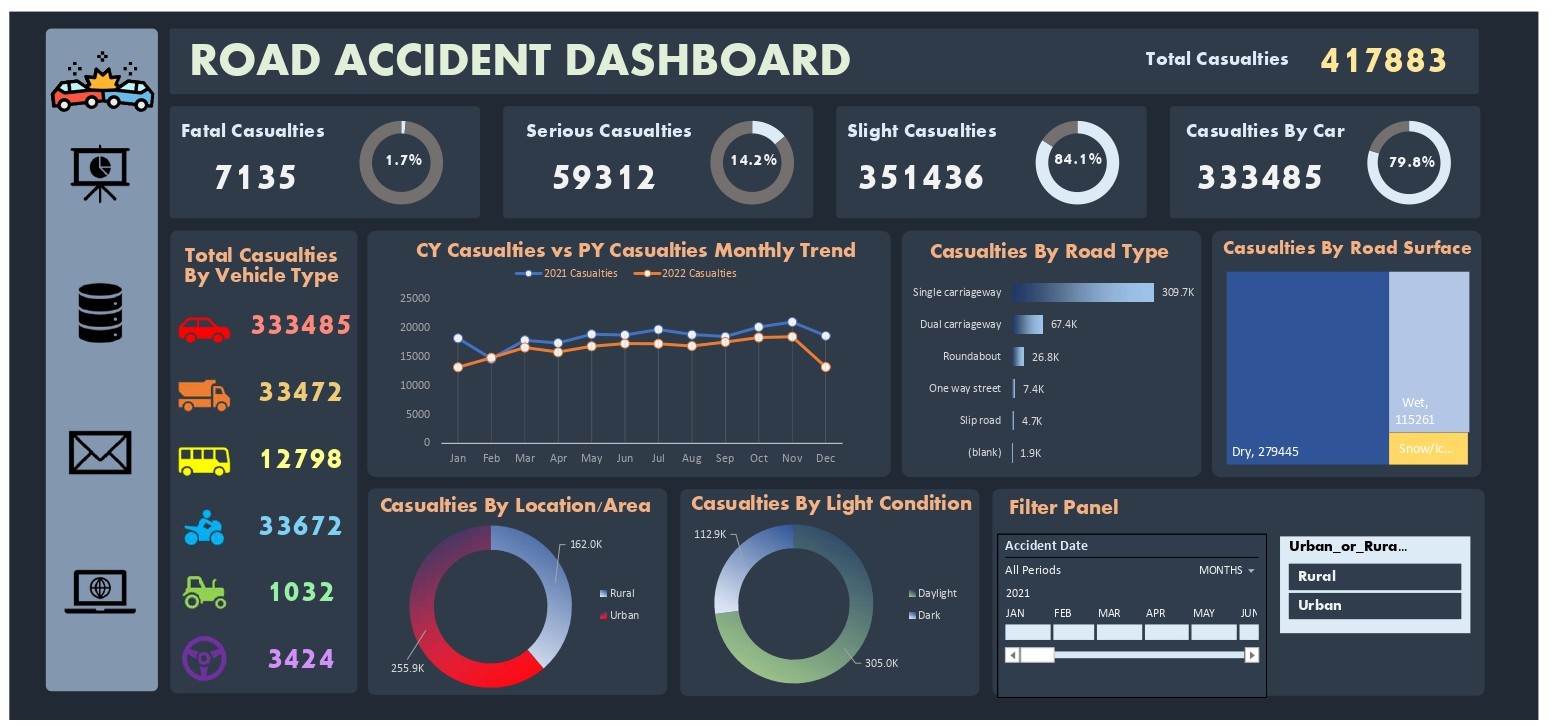 ROAD ACCIDENT DASHBOARD
Total Casualties 417883
Fatal Casualties
7135
1.7%
Serious Casualties
59312
14.2%
Slight Casualties
351436
84.1%
Casualties By Car
333485
79.8%
Total Casualties
By Vehicle Type
333485
33472
12798
33672
1032
3424
CY Casualties vs PY Casualties Monthly Trend
2021 Casualties 2022 Casualties
25000
20000
15000
10000
5000
0
Jan Feb Mar Apr May Jun Jul Aug Sep Oct Nov Dec
Casualties By Road Type
Single carriageway 309.7K
Dual carriageway 67.4K
Roundabout 26.8K
One way street 7.4K
Slip road 4.7K
(blank) 1.9K
Casualties By Road Surface
Wet,
115261
Dry, 279445
Snow/Ic...
Casualties By Location/Area
162.0K
Rural
Urban
255.9K
Casualties By Light Condition
112.9K
Daylight
Dark
305.0K
Filter Panel
Accident Date
All Periods MONTHS
2021
JAN FEB MAR APR MAY JUN
Urban_or_Rura...
Rural
Urban